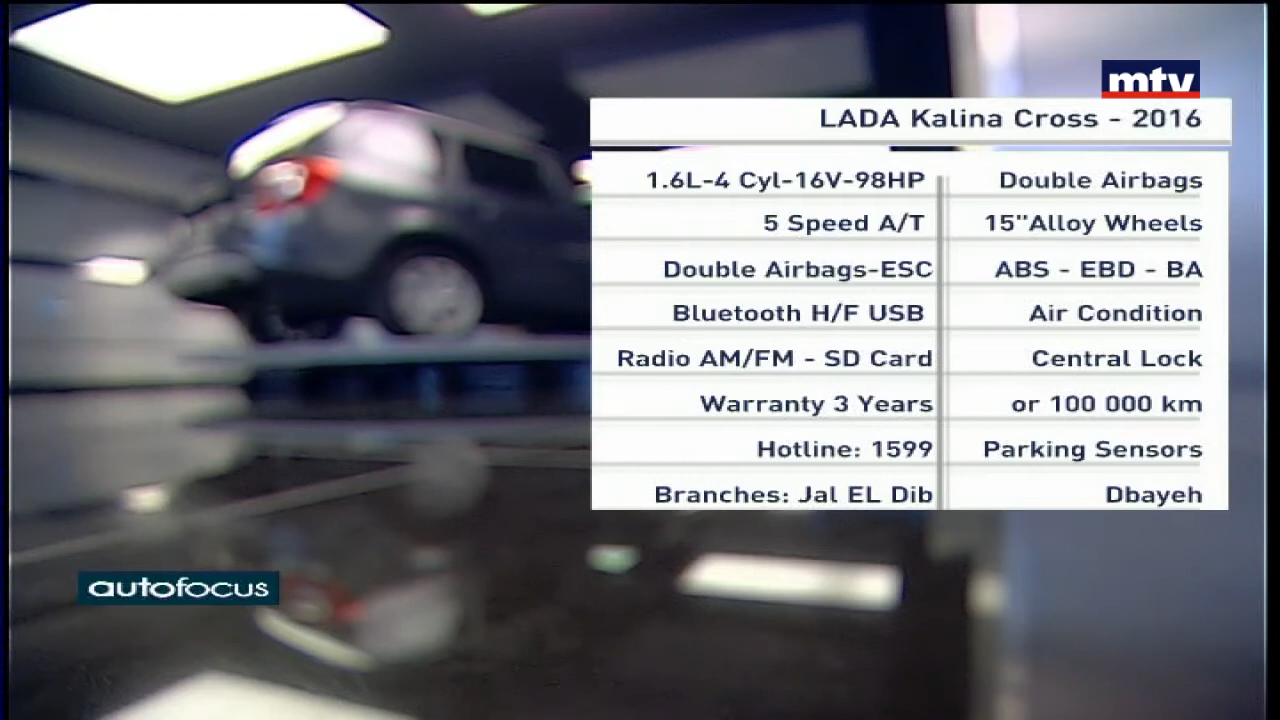 mtv
LADA Kalina Cross - 2016
1.6L-4 Cyl-16V-98HP Double Airbags
5 Speed A/T 15"Alloy Wheels
Double Airbags-ESC ABS - EBD - BA
Bluetooth H/F USB Air Condition
Radio AM/FM - SD Card Central Lock
Warranty 3 Years or 100 000 km
Hotline: 1599 Parking Sensors
Branches: Jal EL Dib Dbayeh
autofocus